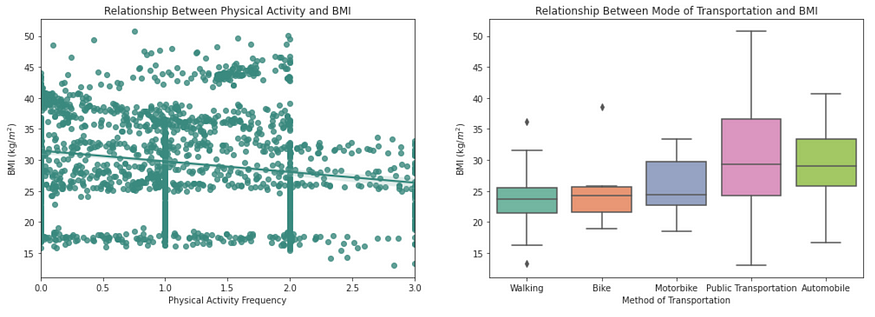 Relationship Between Physical Activity and BMI
50
45
40
35
30
25
20
15
BMI (kg/m²)
0.0 0.5 1.0 1.5 2.0 2.5 3.0
Physical Activity Frequency
Relationship Between Mode of Transportation and BMI
50
45
40
35
30
25
20
15
BMI (kg/m²)
Walking Bike Motorbike Public Transportation Automobile
Method of Transportation